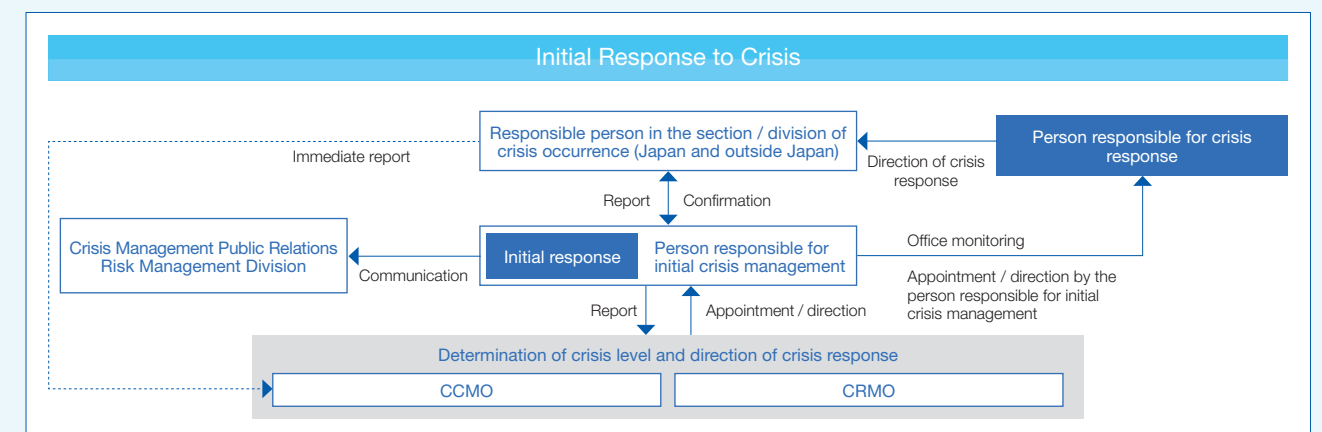 Initial Response to Crisis
Responsible person in the section / division of
crisis occurrence (Japan and outside Japan)
Person responsible for crisis
response
Immediate report
Direction of crisis
response
Report
Confirmation
Crisis Management Public Relations
Risk Management Division
Communication
Initial response
Person responsible for
initial crisis management
Office monitoring
Appointment / direction by the
person responsible for initial
crisis management
Report
Appointment / direction
Determination of crisis level and direction of crisis response
CCMO
CRMO